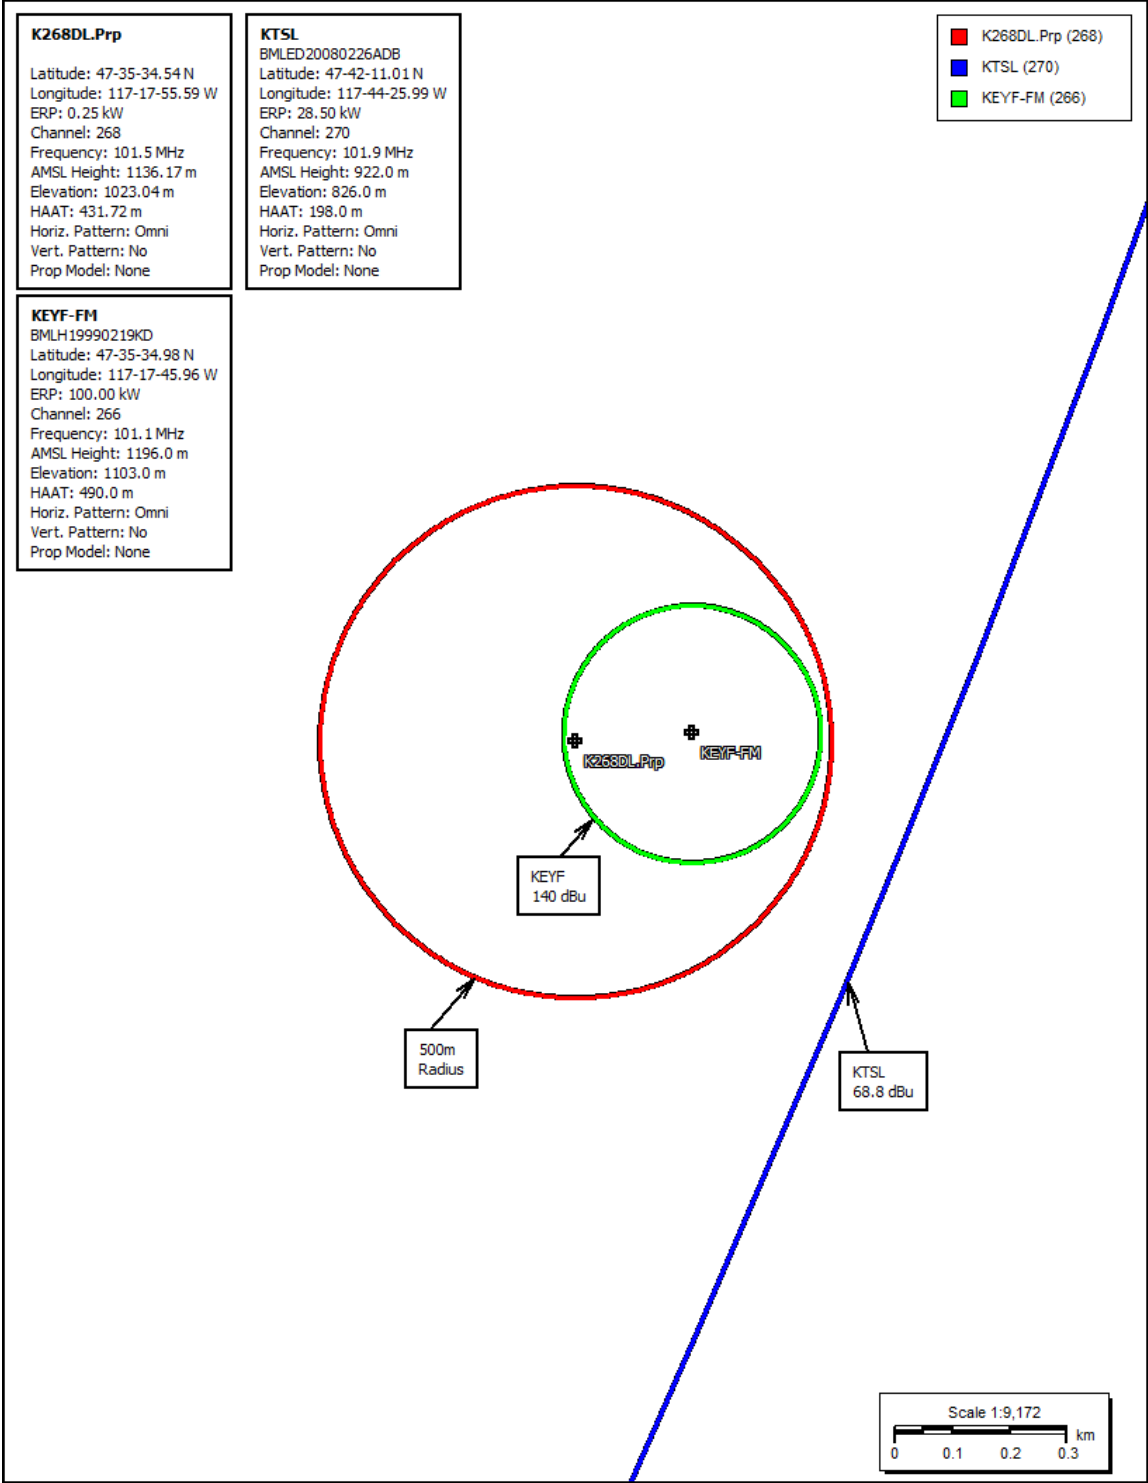 K268DL.Prp
Latitude: 47-35-34.54 N
Longitude: 117-17-55.59 W
ERP: 0.25 kW
Channel: 268
Frequency: 101.5 MHz
AMSL Height: 1136.17 m
Elevation: 1023.04 m
HAAT: 431.72 m
Horiz. Pattern: Omni
Vert. Pattern: No
Prop Model: None
KTSL
BMLED20080226ADB
Latitude: 47-42-11.01 N
Longitude: 117-44-25.99 W
ERP: 28.50 kW
Channel: 270
Frequency: 101.9 MHz
AMSL Height: 922.0 m
Elevation: 826.0 m
HAAT: 198.0 m
Horiz. Pattern: Omni
Vert. Pattern: No
Prop Model: None
K268DL.Prp (268)
KTSL (270)
KEYF-FM (266)
KEYF-FM
BMLH19990219KD
Latitude: 47-35-34.98 N
Longitude: 117-17-45.96 W
ERP: 100.00 kW
Channel: 266
Frequency: 101.1 MHz
AMSL Height: 1196.0 m
Elevation: 1103.0 m
HAAT: 490.0 m
Horiz. Pattern: Omni
Vert. Pattern: No
Prop Model: None
K268DL.Prp
KEYF-FM
KEYF
140 dBu
500m
Radius
KTSL
68.8 dBu
Scale 1:9,172
km
0 0.1 0.2 0.3